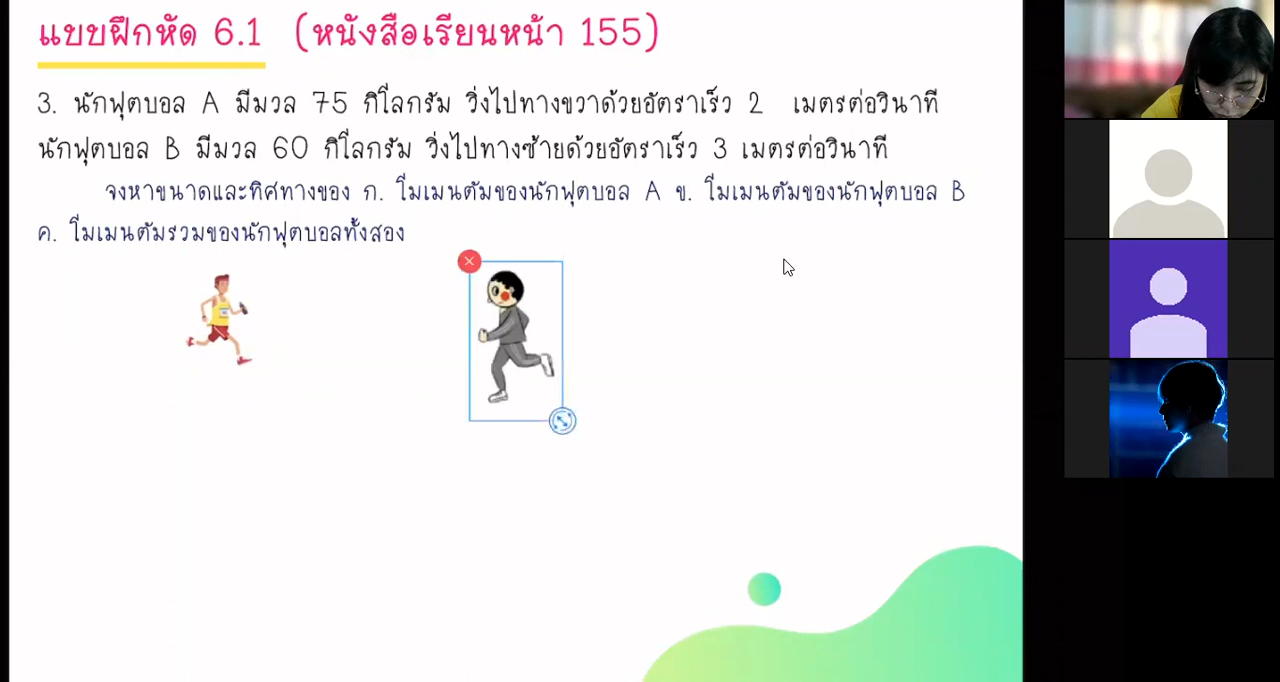 แบบฝึกหัด 6.1 (หนังสือเรียนหน้า 155)
3. นักฟุตบอล A มีมวล 75 กิโลกรัม วิ่งไปทางขวาด้วยอัตราเร็ว 2 เมตรต่อวินาที
นักฟุตบอล B มีมวล 60 กิโลกรัม วิ่งไปทางซ้ายด้วยอัตราเร็ว 3 เมตรต่อวินาที
จงหาขนาดและทิศทางของ ก. โมเมนตัมของนักฟุตบอล A ข. โมเมนตัมของนักฟุตบอล B
ค. โมเมนตัมรวมของนักฟุตบอลทั้งสอง